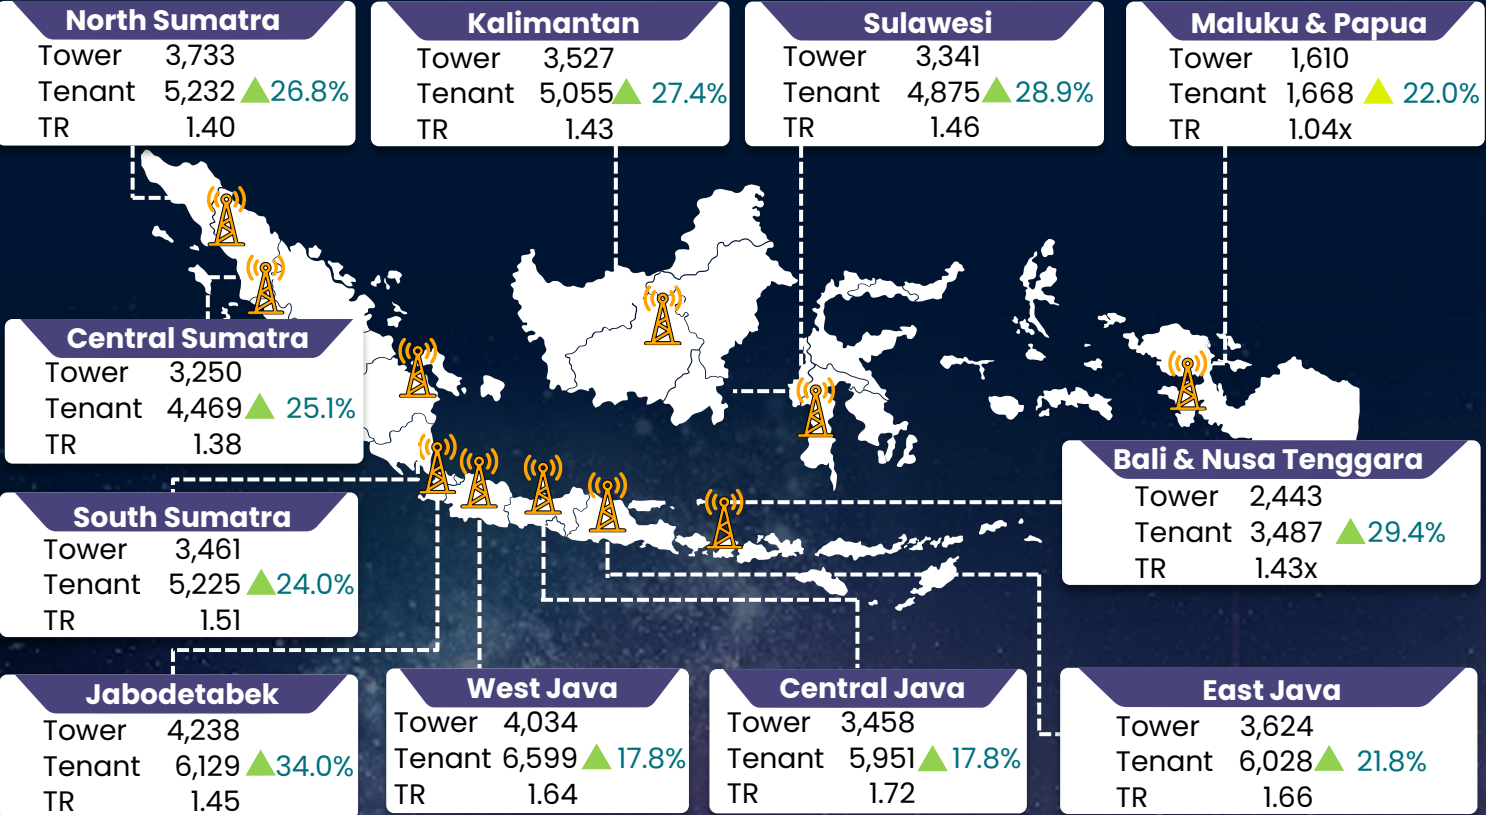 North Sumatra
Tower 3,733
Tenant 5,232 26.8%
TR 1.40
Kalimantan
Tower 3,527
Tenant 5,055 27.4%
TR 1.43
Sulawesi
Tower 3,341
Tenant 4,875 28.9%
TR 1.46
Maluku & Papua
Tower 1,610
Tenant 1,668 22.0%
TR 1.04x
Central Sumatra
Tower 3,250
Tenant 4,469 25.1%
TR 1.38
Bali & Nusa Tenggara
Tower 2,443
Tenant 3,487 29.4%
TR 1.43x
South Sumatra
Tower 3,461
Tenant 5,225 24.0%
TR 1.51
Jabodetabek
Tower 4,238
Tenant 6,129 34.0%
TR 1.45
West Java
Tower 4,034
Tenant 6,599 17.8%
TR 1.64
Central Java
Tower 3,458
Tenant 5,951 17.8%
TR 1.72
East Java
Tower 3,624
Tenant 6,028 21.8%
TR 1.66